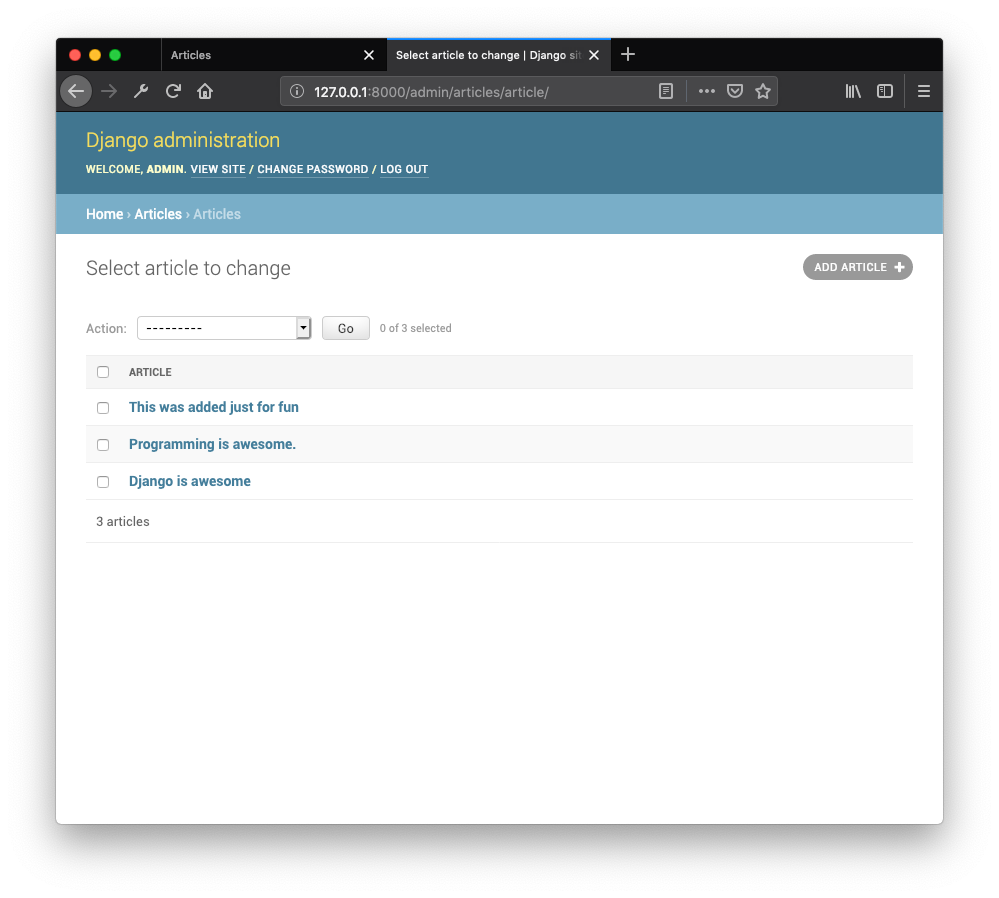 Articles
Select article to change | Django sit
127.0.0.1:8000/admin/articles/article/
Django administration
WELCOME, ADMIN. VIEW SITE / CHANGE PASSWORD / LOG OUT
Home › Articles › Articles
Select article to change
ADD ARTICLE
Action: --------- Go 0 of 3 selected
ARTICLE
This was added just for fun
Programming is awesome.
Django is awesome
3 articles